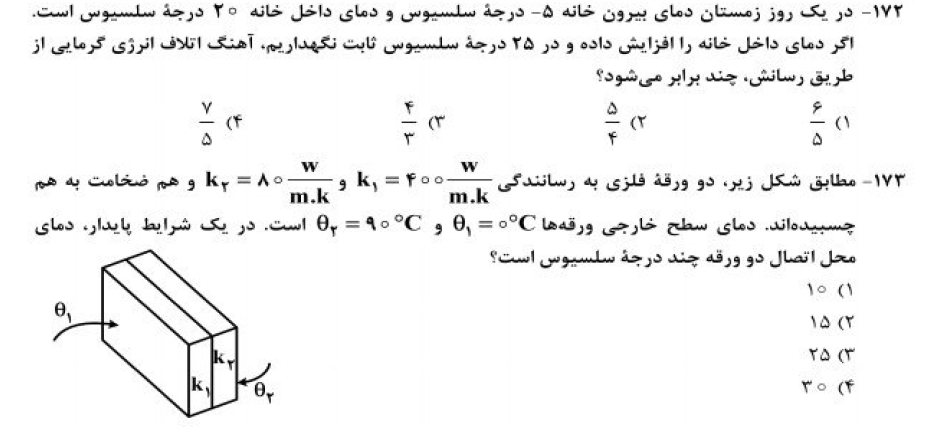 ۱۷۲- در یک روز زمستان دمای بیرون خانه ۵- درجهٔ سلسیوس و دمای داخل خانه ۲۰ درجهٔ سلسیوس است.
اگر دمای داخل خانه را افزایش داده و در ۲۵ درجهٔ سلسیوس ثابت نگهداریم، آهنگ اتلاف انرژی گرمایی از
طریق رسانش، چند برابر می‌شود؟
۱) ۶/۵ ۲) ۵/۴ ۳) ۴/۳ ۴) ۷/۵
۱۷۳- مطابق شکل زیر، دو ورقهٔ فلزی به رسانندگی k₁ = ۴۰۰ w/m.k و k₂ = ۸۰ w/m.k و هم ضخامت به هم
چسبیده‌اند. دمای سطح خارجی ورقه‌ها θ₁ = ۰°C و θ₂ = ۹۰°C است. در یک شرایط پایدار، دمای
محل اتصال دو ورقه چند درجهٔ سلسیوس است؟
۱) ۱۰
۲) ۱۵
۳) ۲۵
۴) ۳۰
θ₁
k₂
k₁
θ₂